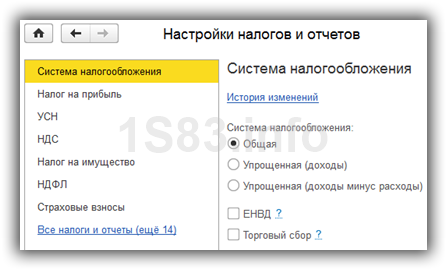 Настройки налогов и отчетов
Система налогообложения
Налог на прибыль
УСН
НДС
Налог на имущество
НДФЛ
Страховые взносы
Все налоги и отчеты (ещё 14)
Система налогообложения
История изменений
Система налогообложения:
Общая
Упрощенная (доходы)
Упрощенная (доходы минус расходы)
ЕНВД ?
Торговый сбор ?
1S83.info